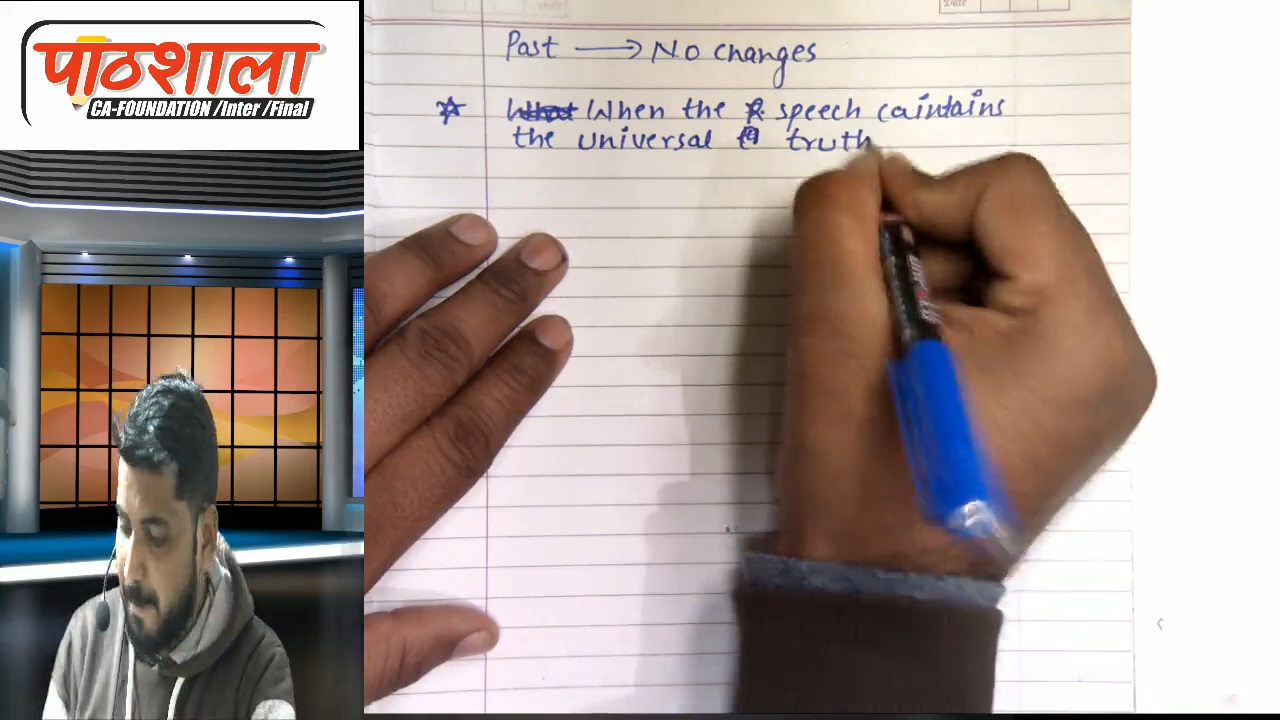 पाठशाला
CA-FOUNDATION /Inter /Final
Past → No changes
☆ When the speech caintains
the universal truth